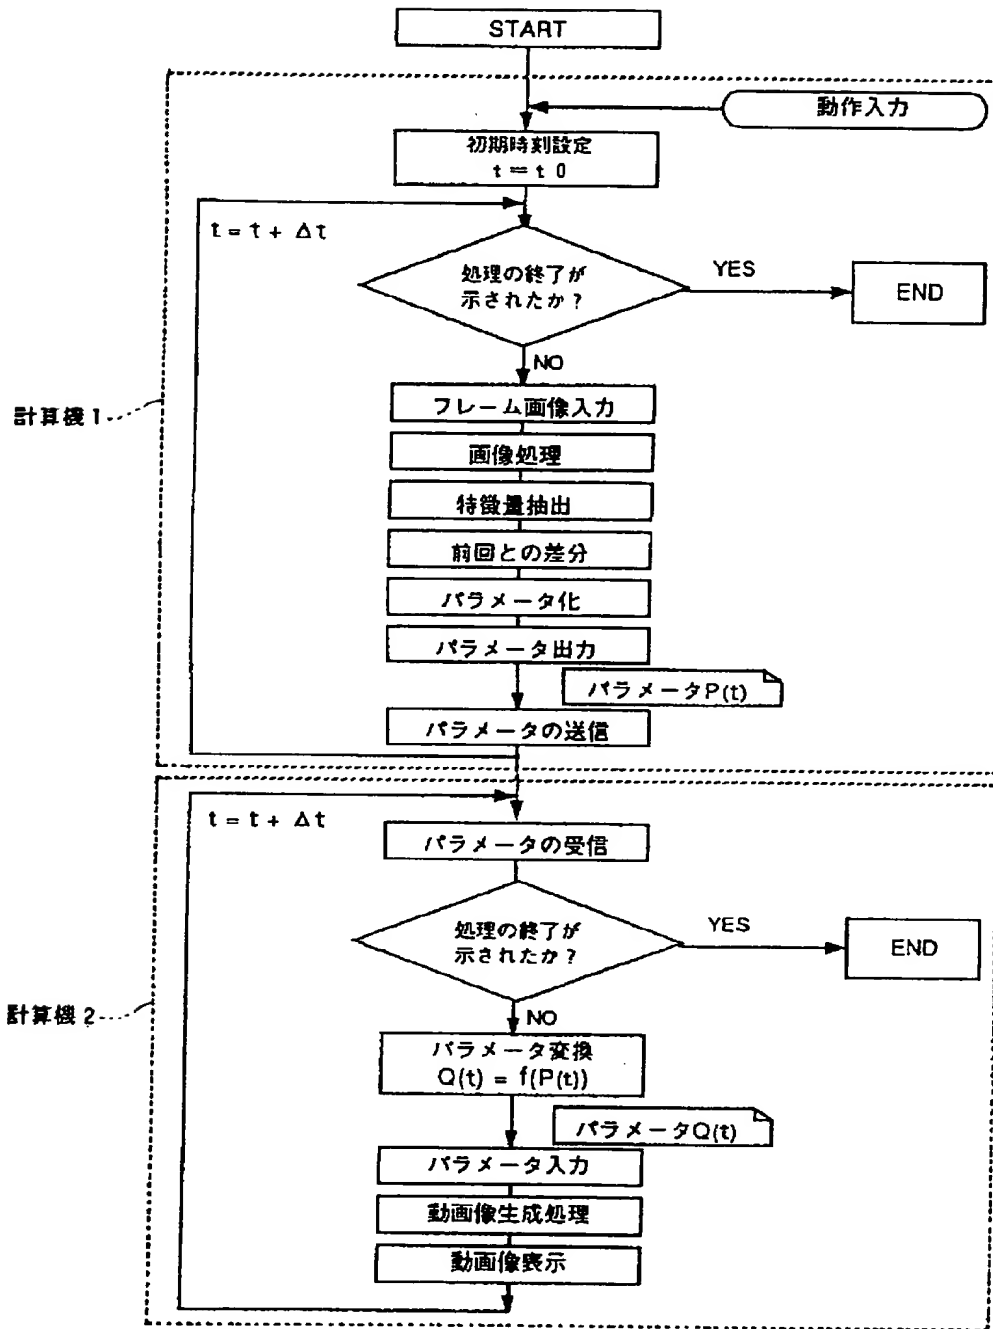 START
動作入力
初期時刻設定
t = t 0
t = t + Δt
処理の終了が
示されたか?
YES
END
NO
計算機1
フレーム画像入力
画像処理
特徴量抽出
前回との差分
パラメータ化
パラメータ出力
パラメータP(t)
パラメータの送信
t = t + Δt
パラメータの受信
処理の終了が
示されたか?
YES
END
NO
計算機2
パラメータ変換
Q(t) = f(P(t))
パラメータQ(t)
パラメータ入力
動画像生成処理
動画像表示